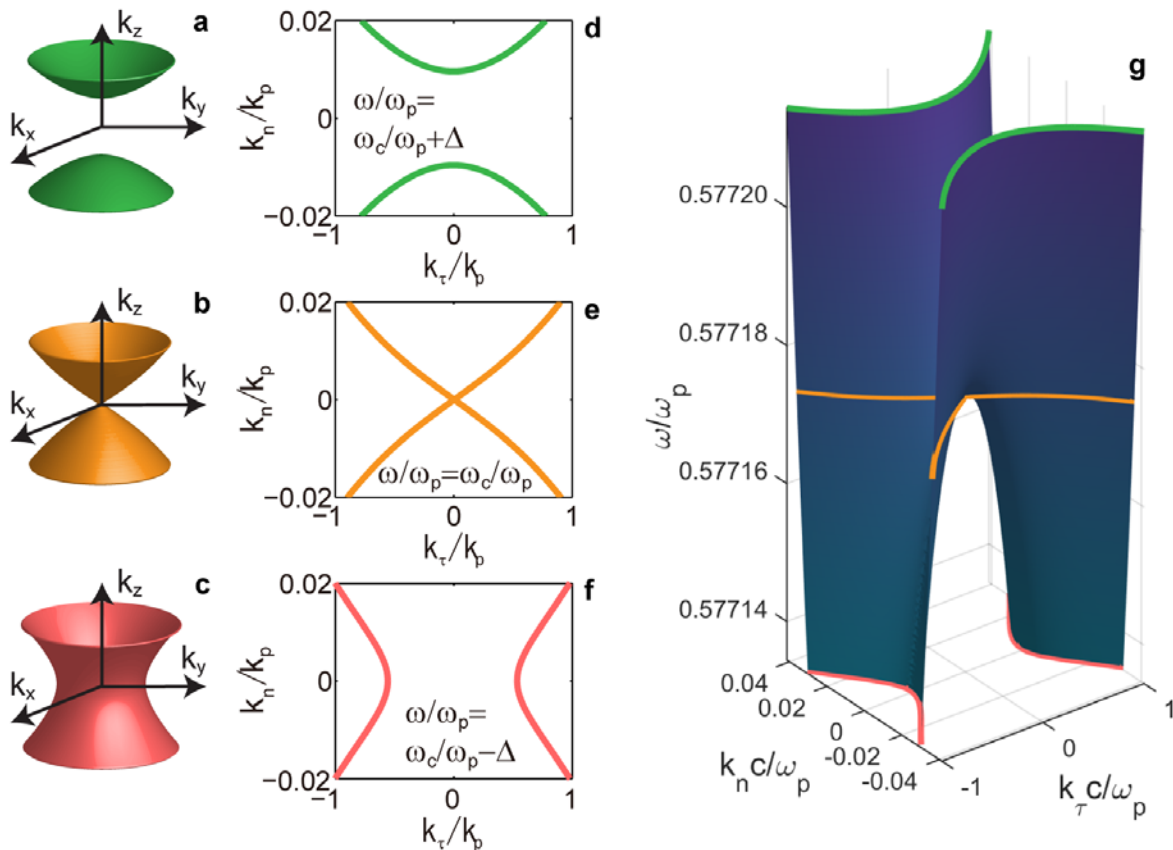 a
k_z
k_y
k_x
d
0.02
0
−0.02
k_n/k_p
ω/ω_p=
ω_c/ω_p+Δ
−1
0
1
k_τ/k_p
b
k_z
k_y
k_x
e
0.02
0
−0.02
k_n/k_p
ω/ω_p=ω_c/ω_p
−1
0
1
k_τ/k_p
c
k_z
k_y
k_x
f
0.02
0
−0.02
k_n/k_p
ω/ω_p=
ω_c/ω_p−Δ
−1
0
1
k_τ/k_p
g
0.57720
0.57718
0.57716
0.57714
ω/ω_p
0.04
0.02
0
-0.02
-0.04
k_n c/ω_p
-1
0
1
k_τ c/ω_p